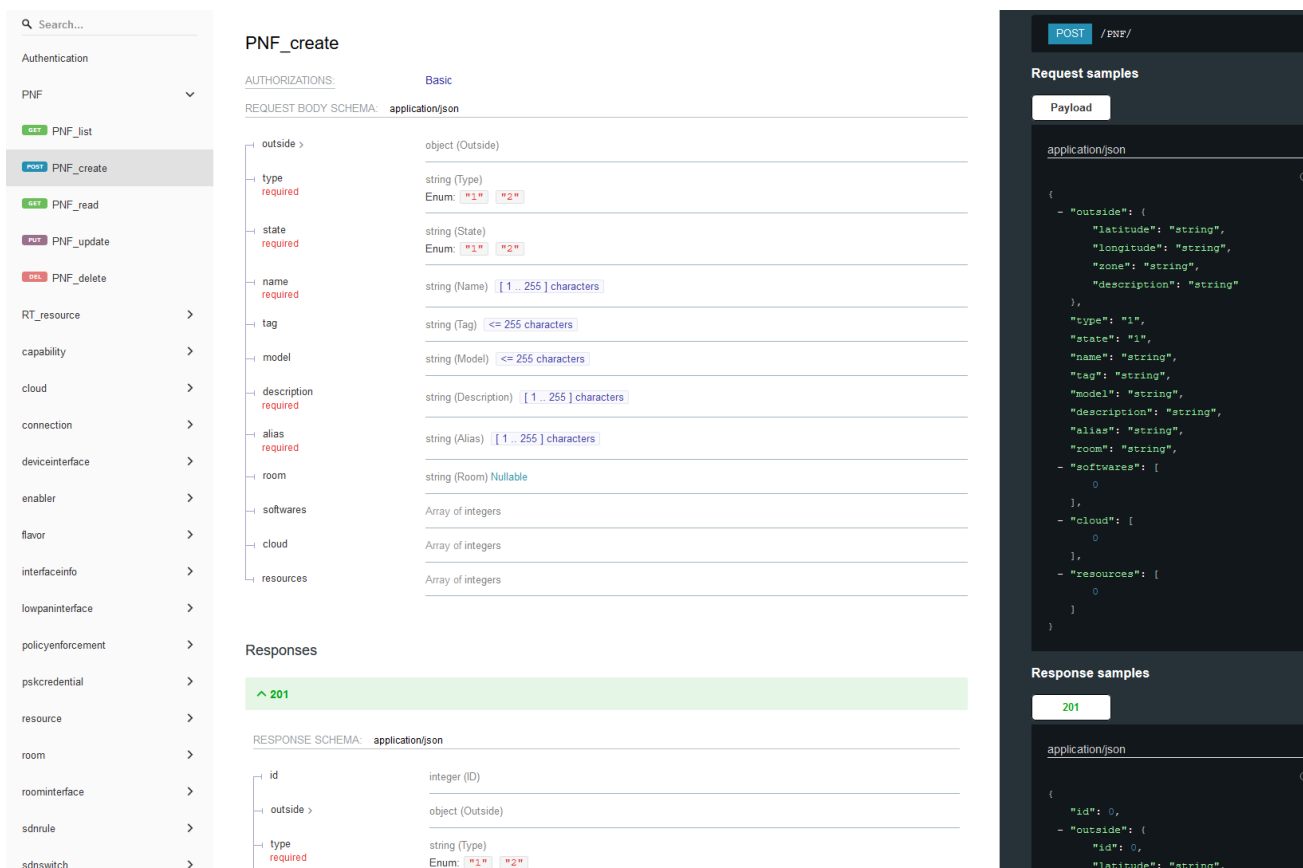 Search...
Authentication
PNF
GET PNF_list
POST PNF_create
GET PNF_read
PUT PNF_update
DEL PNF_delete
RT_resource
capability
cloud
connection
deviceinterface
enabler
flavor
interfaceinfo
lowpaninterface
policyenforcement
pskcredential
resource
room
roominterface
sdnrule
sdnswitch
PNF_create
AUTHORIZATIONS: Basic
REQUEST BODY SCHEMA: application/json
outside > object (Outside)
type string (Type)
required Enum: "1" "2"
state string (State)
required Enum: "1" "2"
name string (Name) [ 1 .. 255 ] characters
required
tag string (Tag) <= 255 characters
model string (Model) <= 255 characters
description string (Description) [ 1 .. 255 ] characters
required
alias string (Alias) [ 1 .. 255 ] characters
required
room string (Room) Nullable
softwares Array of integers
cloud Array of integers
resources Array of integers
Responses
201
RESPONSE SCHEMA: application/json
id integer (ID)
outside > object (Outside)
type string (Type)
required Enum: "1" "2"
POST /PNF/
Request samples
Payload
application/json
{
- "outside": {
"latitude": "string",
"longitude": "string",
"zone": "string",
"description": "string"
},
"type": "1",
"state": "1",
"name": "string",
"tag": "string",
"model": "string",
"description": "string",
"alias": "string",
"room": "string",
- "softwares": [
0
],
- "cloud": [
0
],
- "resources": [
0
]
}
Response samples
201
application/json
{
"id": 0,
- "outside": {
"id": 0,
"latitude": "string",